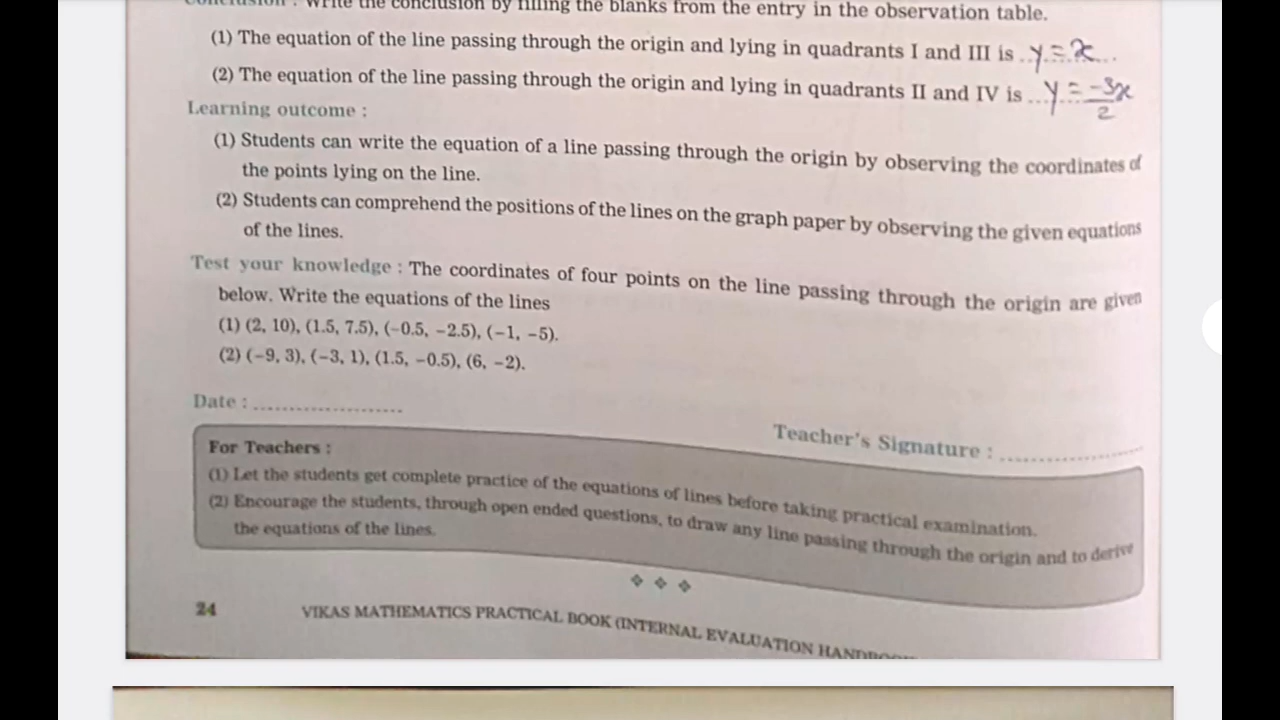 Conclusion : Write the conclusion by filling the blanks from the entry in the observation table.
(1) The equation of the line passing through the origin and lying in quadrants I and III is ..y = x...
(2) The equation of the line passing through the origin and lying in quadrants II and IV is ...y = -3x/2
Learning outcome :
(1) Students can write the equation of a line passing through the origin by observing the coordinates of
the points lying on the line.
(2) Students can comprehend the positions of the lines on the graph paper by observing the given equations
of the lines.
Test your knowledge : The coordinates of four points on the line passing through the origin are given
below. Write the equations of the lines
(1) (2, 10), (1.5, 7.5), (−0.5, −2.5), (−1, −5).
(2) (−9, 3), (−3, 1), (1.5, −0.5), (6, −2).
Date : .....................
Teacher's Signature : .....................
For Teachers :
(1) Let the students get complete practice of the equations of lines before taking practical examination.
(2) Encourage the students, through open ended questions, to draw any line passing through the origin and to derive
the equations of the lines.
24 VIKAS MATHEMATICS PRACTICAL BOOK (INTERNAL EVALUATION HANDBOOK